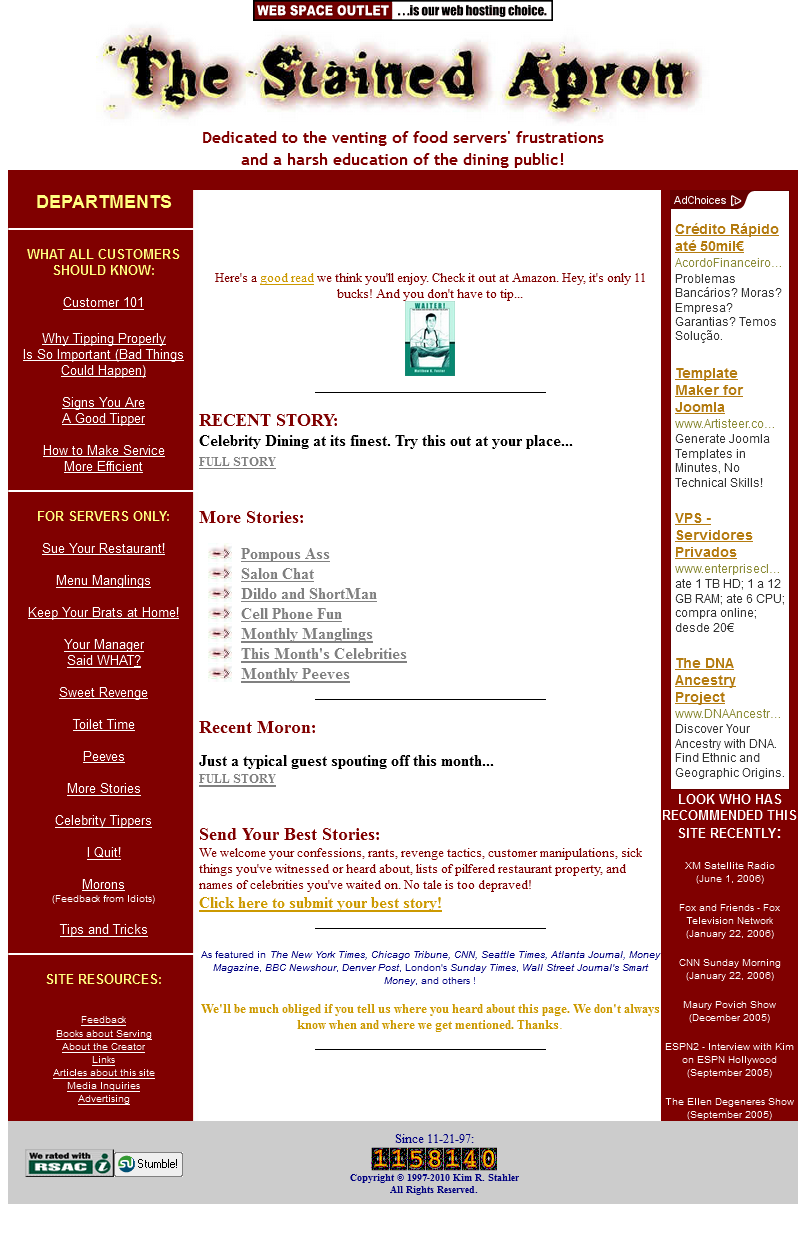 WEB SPACE OUTLET ...is our web hosting choice.
The Stained Apron
Dedicated to the venting of food servers' frustrations
and a harsh education of the dining public!
DEPARTMENTS
WHAT ALL CUSTOMERS
SHOULD KNOW:
Customer 101
Why Tipping Properly
Is So Important (Bad Things
Could Happen)
Signs You Are
A Good Tipper
How to Make Service
More Efficient
FOR SERVERS ONLY:
Sue Your Restaurant!
Menu Manglings
Keep Your Brats at Home!
Your Manager
Said WHAT?
Sweet Revenge
Toilet Time
Peeves
More Stories
Celebrity Tippers
I Quit!
Morons
(Feedback from Idiots)
Tips and Tricks
SITE RESOURCES:
Feedback
Books about Serving
About the Creator
Links
Articles about this site
Media Inquiries
Advertising
Here's a good read we think you'll enjoy. Check it out at Amazon. Hey, it's only 11
bucks! And you don't have to tip...
WAITER!
RECENT STORY:
Celebrity Dining at its finest. Try this out at your place...
FULL STORY
More Stories:
Pompous Ass
Salon Chat
Dildo and ShortMan
Cell Phone Fun
Monthly Manglings
This Month's Celebrities
Monthly Peeves
Recent Moron:
Just a typical guest spouting off this month...
FULL STORY
Send Your Best Stories:
We welcome your confessions, rants, revenge tactics, customer manipulations, sick
things you've witnessed or heard about, lists of pilfered restaurant property, and
names of celebrities you've waited on. No tale is too depraved!
Click here to submit your best story!
As featured in The New York Times, Chicago Tribune, CNN, Seattle Times, Atlanta Journal, Money
Magazine, BBC Newshour, Denver Post, London's Sunday Times, Wall Street Journal's Smart
Money, and others !
We'll be much obliged if you tell us where you heard about this page. We don't always
know when and where we get mentioned. Thanks.
AdChoices
Crédito Rápido
até 50mil€
AcordoFinanceiro...
Problemas
Bancários? Moras?
Empresa?
Garantias? Temos
Solução.
Template
Maker for
Joomla
www.Artisteer.co...
Generate Joomla
Templates in
Minutes, No
Technical Skills!
VPS -
Servidores
Privados
www.enterprisecl...
ate 1 TB HD; 1 a 12
GB RAM; ate 6 CPU;
compra online;
desde 20€
The DNA
Ancestry
Project
www.DNAAncestr...
Discover Your
Ancestry with DNA.
Find Ethnic and
Geographic Origins.
LOOK WHO HAS
RECOMMENDED THIS
SITE RECENTLY:
XM Satellite Radio
(June 1, 2006)
Fox and Friends - Fox
Television Network
(January 22, 2006)
CNN Sunday Morning
(January 22, 2006)
Maury Povich Show
(December 2005)
ESPN2 - Interview with Kim
on ESPN Hollywood
(September 2005)
The Ellen Degeneres Show
(September 2005)
We rated with
RSAC i
Stumble!
Since 11-21-97:
1158140
Copyright © 1997-2010 Kim R. Stahler
All Rights Reserved.